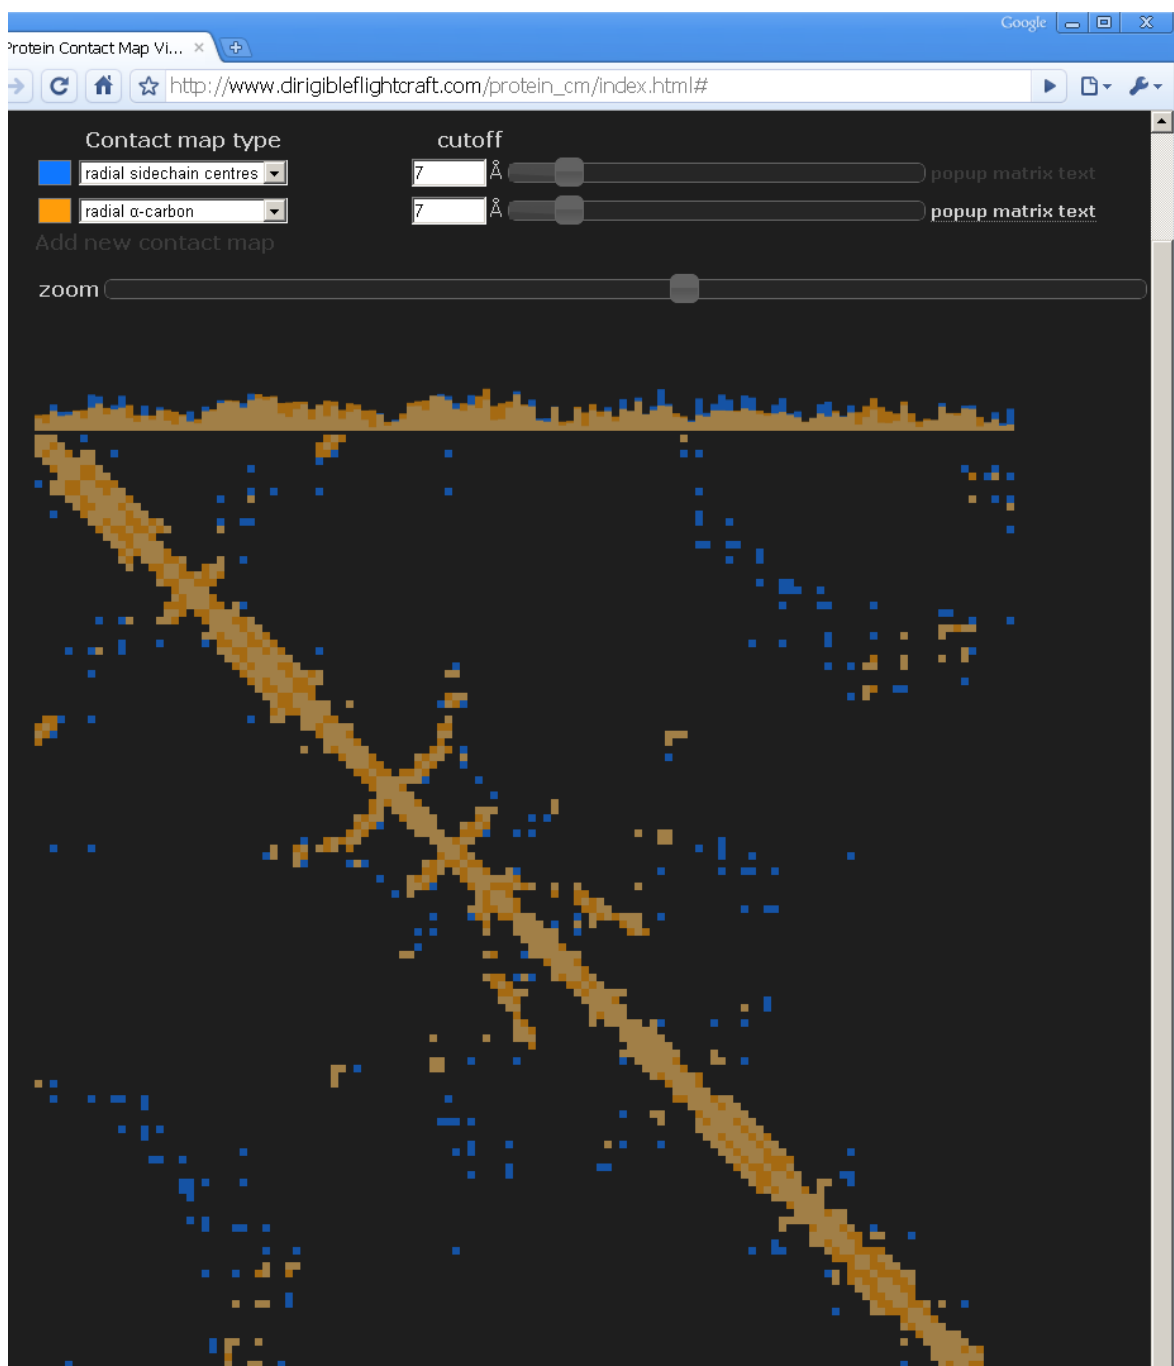 Google
Protein Contact Map Vi...
http://www.dirigibleflightcraft.com/protein_cm/index.html#
Contact map type cutoff
radial sidechain centres 7 Å popup matrix text
radial α-carbon 7 Å popup matrix text
Add new contact map
zoom